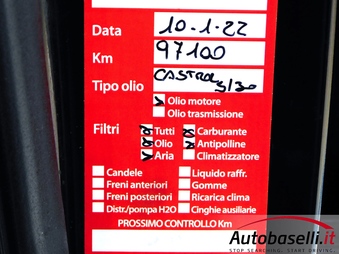 Data 10-1-22
Km 97100
Tipo olio CASTROL 5/30
Olio motore
Olio trasmissione
Filtri Tutti Carburante
Olio Antipolline
Aria Climatizzatore
Candele Liquido raffr.
Freni anteriori Gomme
Freni posteriori Ricarica clima
Distr./pompa H2O Cinghie ausiliarie
PROSSIMO CONTROLLO Km
Autobaselli.it
STOP SEARCHING. START DRIVING.